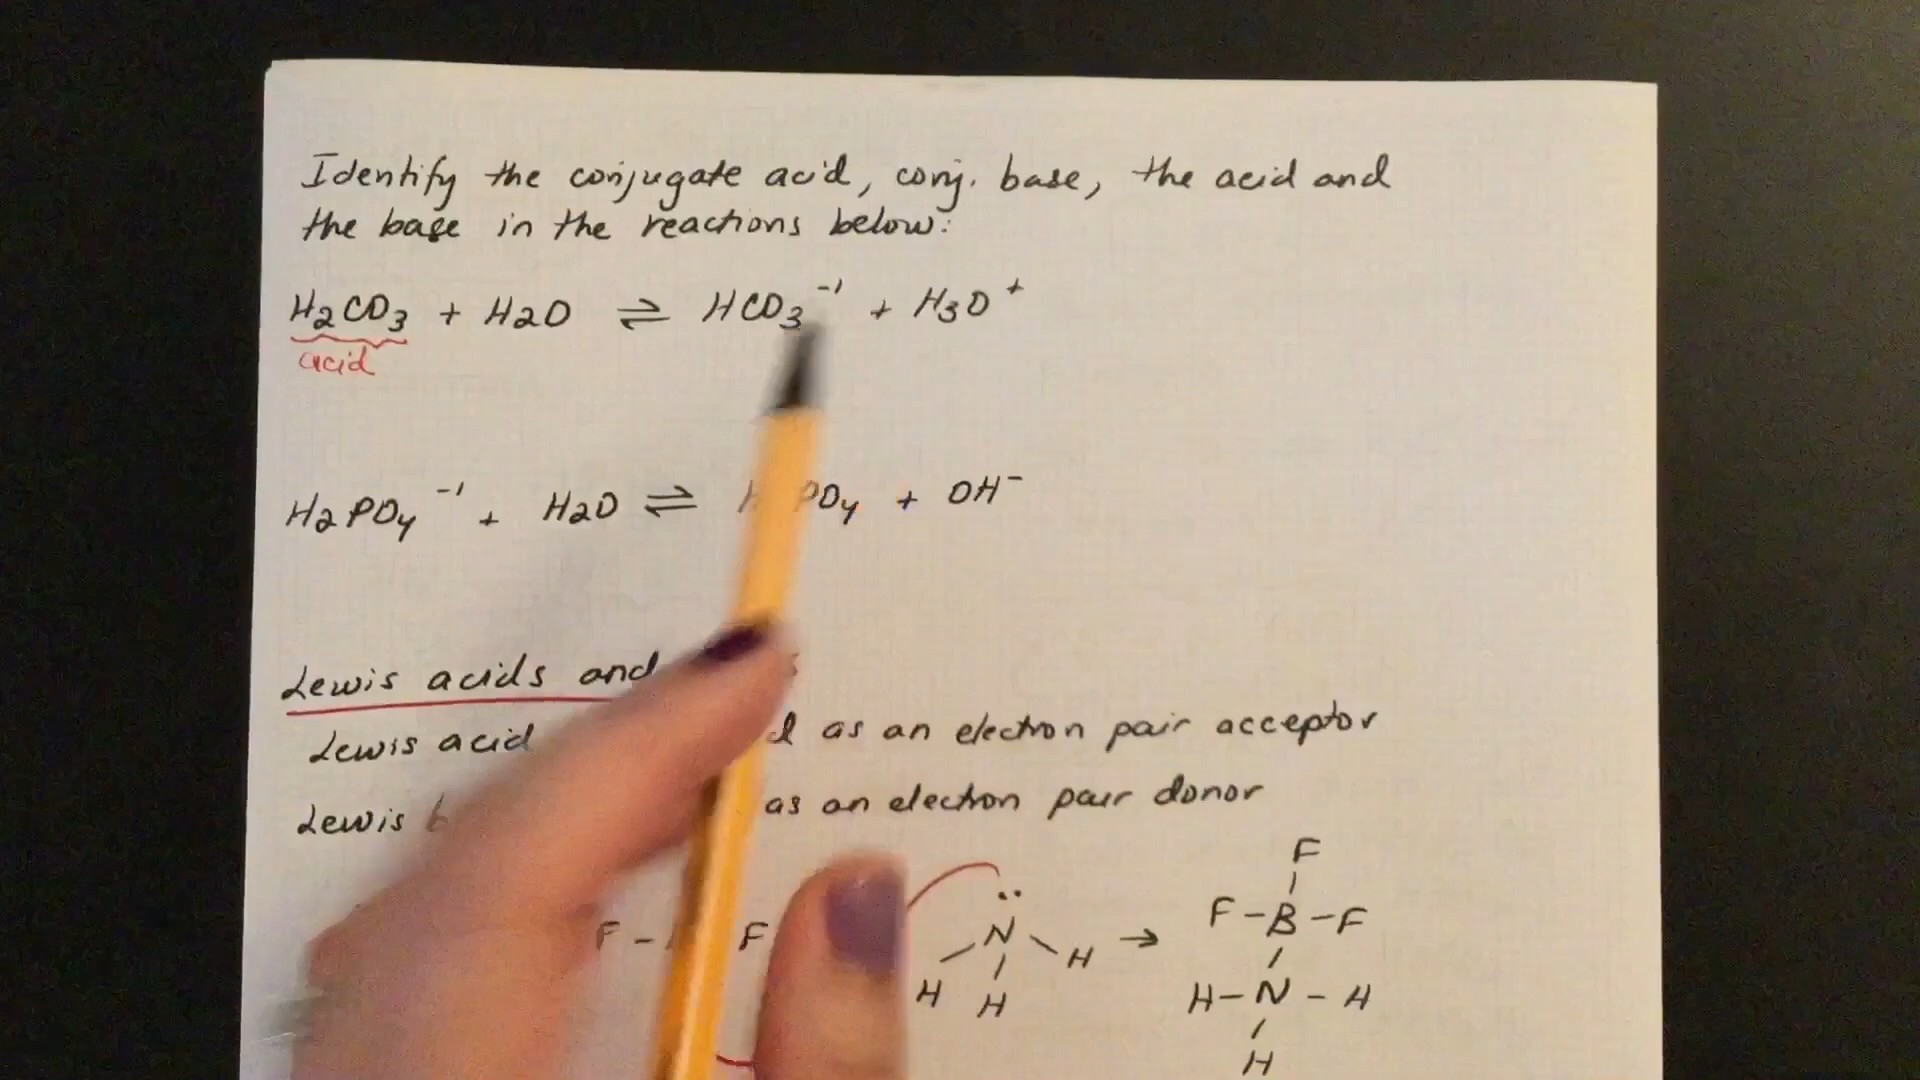 Identify the conjugate acid, conj. base, the acid and
the base in the reactions below:
H2CO3 + H2O ⇌ HCO3⁻¹ + H3O⁺
acid
H2PO4⁻¹ + H2O ⇌ PO4 + OH⁻
Lewis acids and
Lewis acid as an electron pair acceptor
Lewis as an electron pair donor
F
F - F N H → F - B - F
H H H - N - H
H